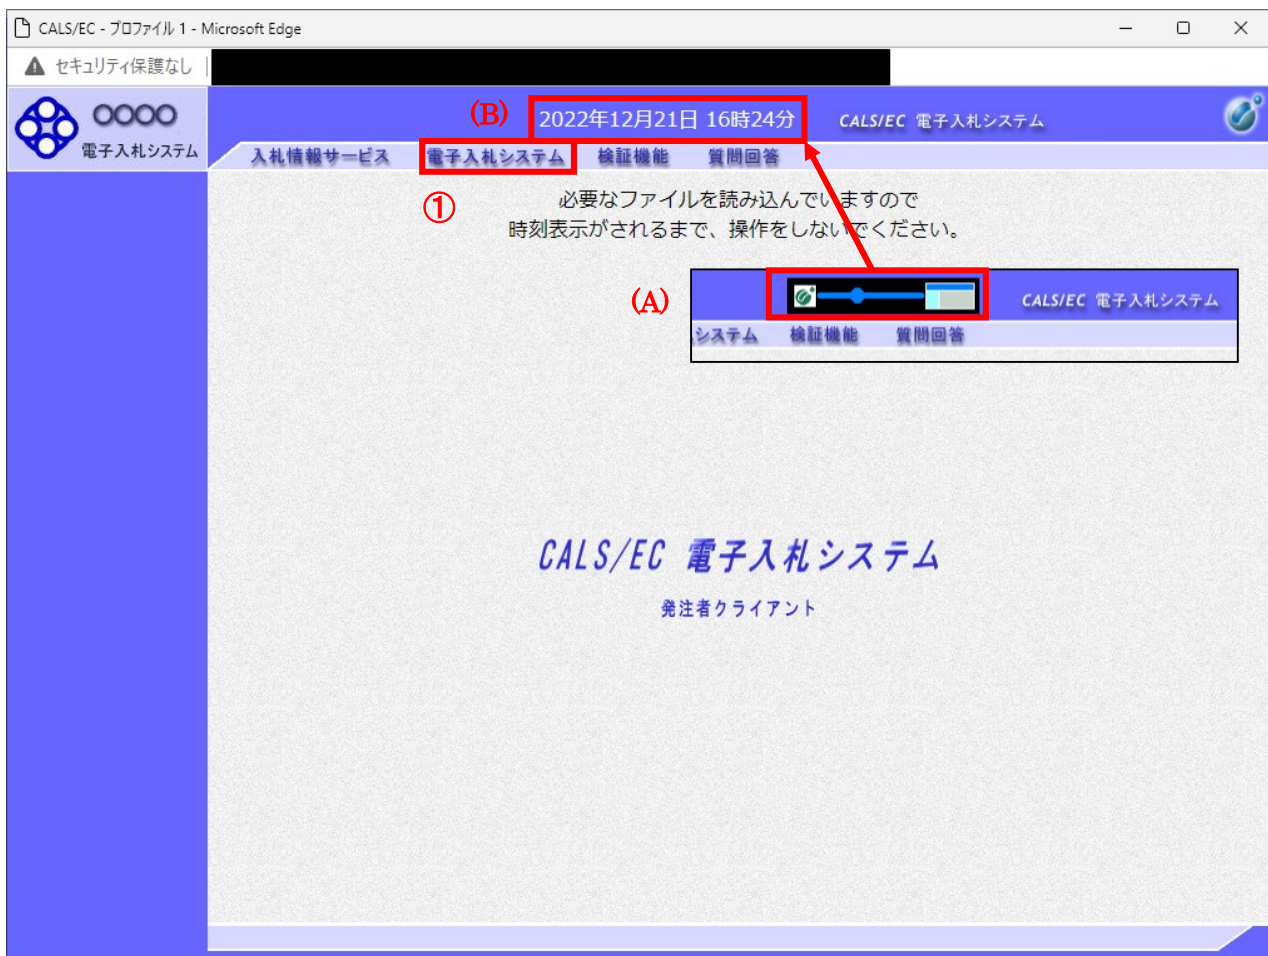 CALS/EC - プロファイル 1 - Microsoft Edge
セキュリティ保護なし
〇〇〇〇
電子入札システム
(B)
2022年12月21日 16時24分
CALS/EC 電子入札システム
入札情報サービス 電子入札システム 検証機能 質問回答
①
必要なファイルを読み込んでいますので
時刻表示がされるまで、操作をしないでください。
(A)
CALS/EC 電子入札システム
システム 検証機能 質問回答
CALS/EC 電子入札システム
発注者クライアント